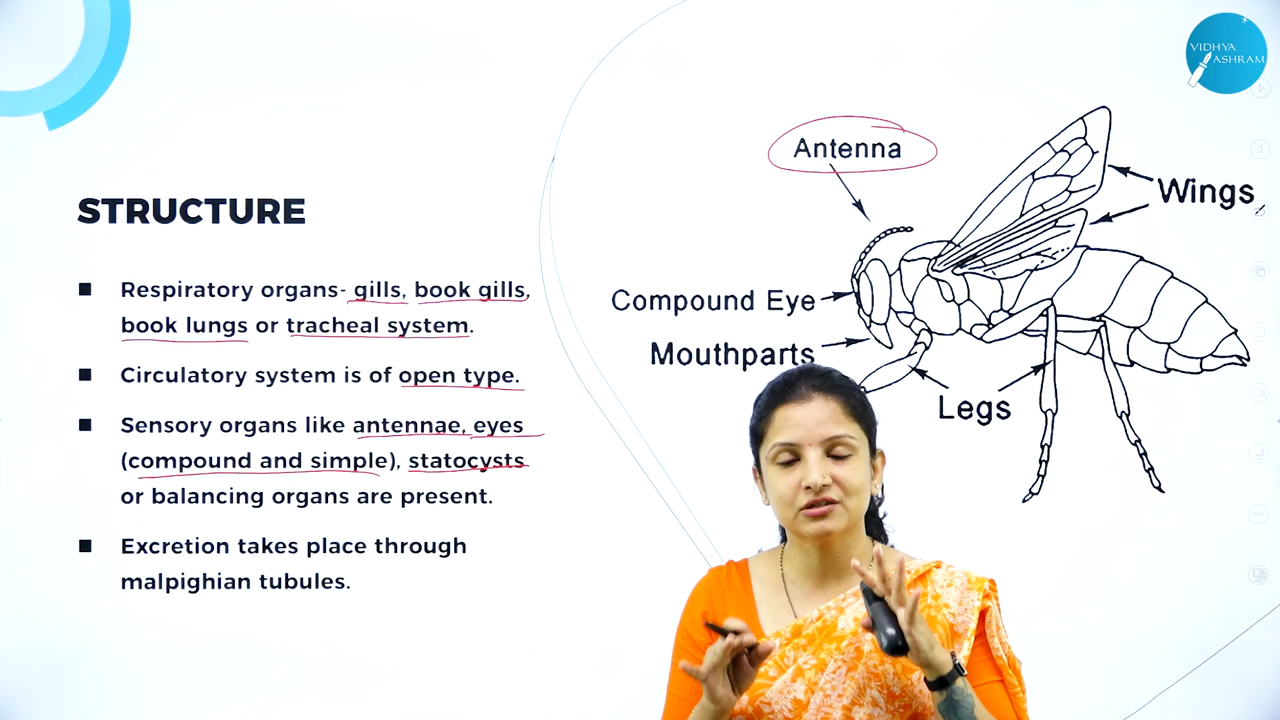 VIDHYA
ASHRAM
STRUCTURE
Respiratory organs- gills, book gills,
book lungs or tracheal system.
Circulatory system is of open type.
Sensory organs like antennae, eyes
(compound and simple), statocysts
or balancing organs are present.
Excretion takes place through
malpighian tubules.
Antenna
Wings
Compound Eye
Mouthparts
Legs